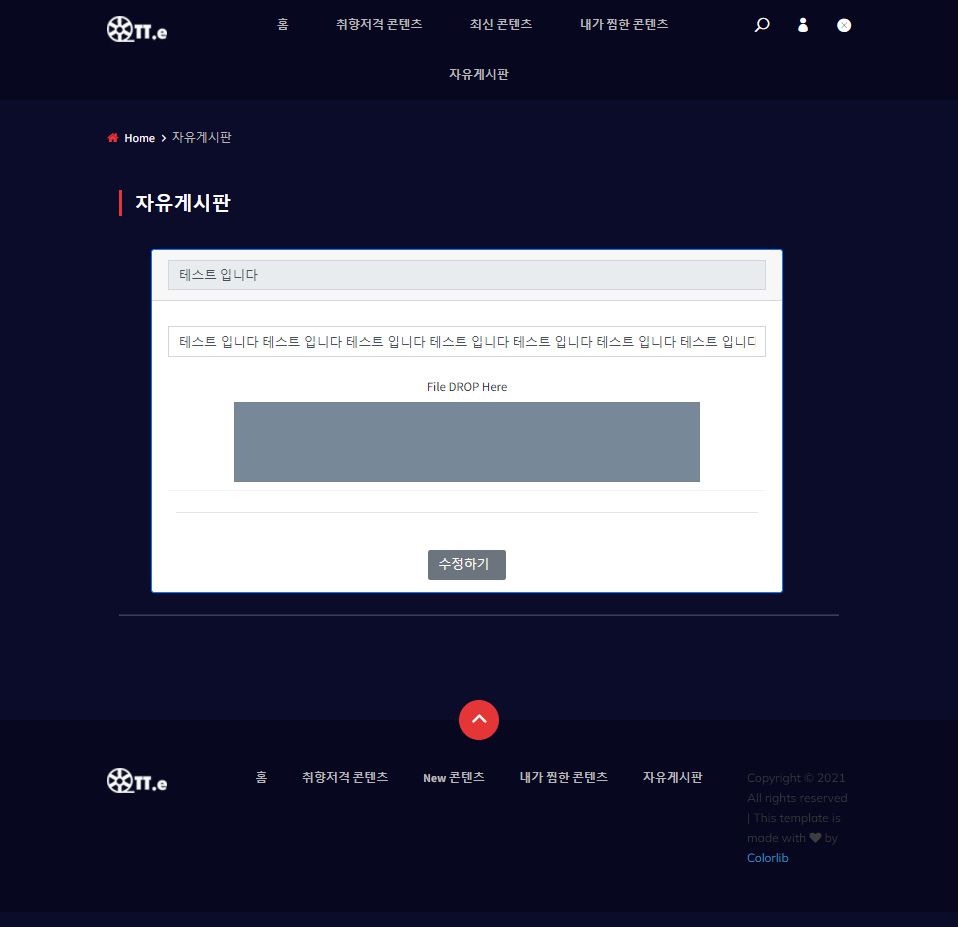 TT.e
홈 취향저격 콘텐츠 최신 콘텐츠 내가 찜한 콘텐츠
자유게시판
Home 자유게시판
자유게시판
테스트 입니다
테스트 입니다 테스트 입니다 테스트 입니다 테스트 입니다 테스트 입니다 테스트 입니다 테스트 입니다
File DROP Here
수정하기
TT.e
홈 취향저격 콘텐츠 New 콘텐츠 내가 찜한 콘텐츠 자유게시판
Copyright © 2021
All rights reserved
| This template is
made with ♥ by
Colorlib